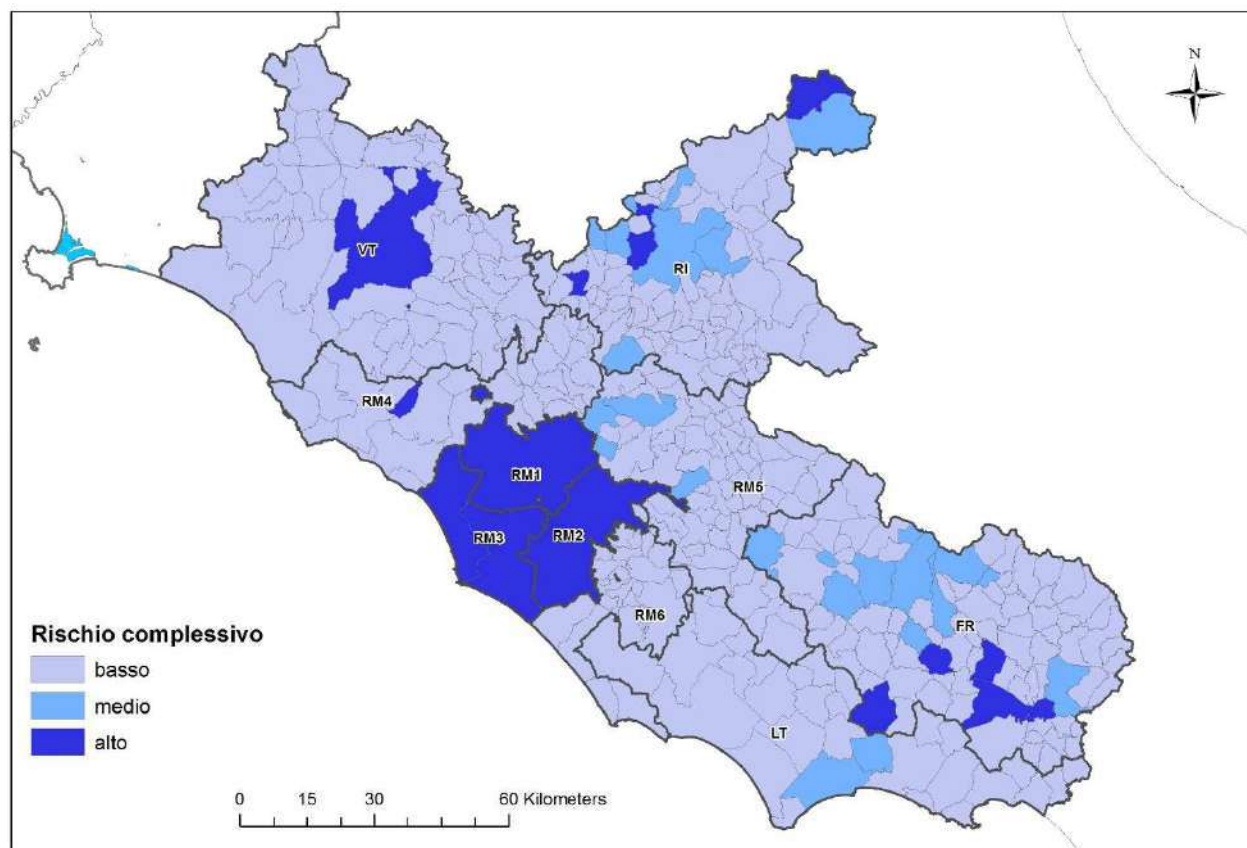 N
VT
RI
RM4
RM1
RM5
RM3
RM2
RM6
FR
LT
Rischio complessivo
basso
medio
alto
0 15 30 60 Kilometers